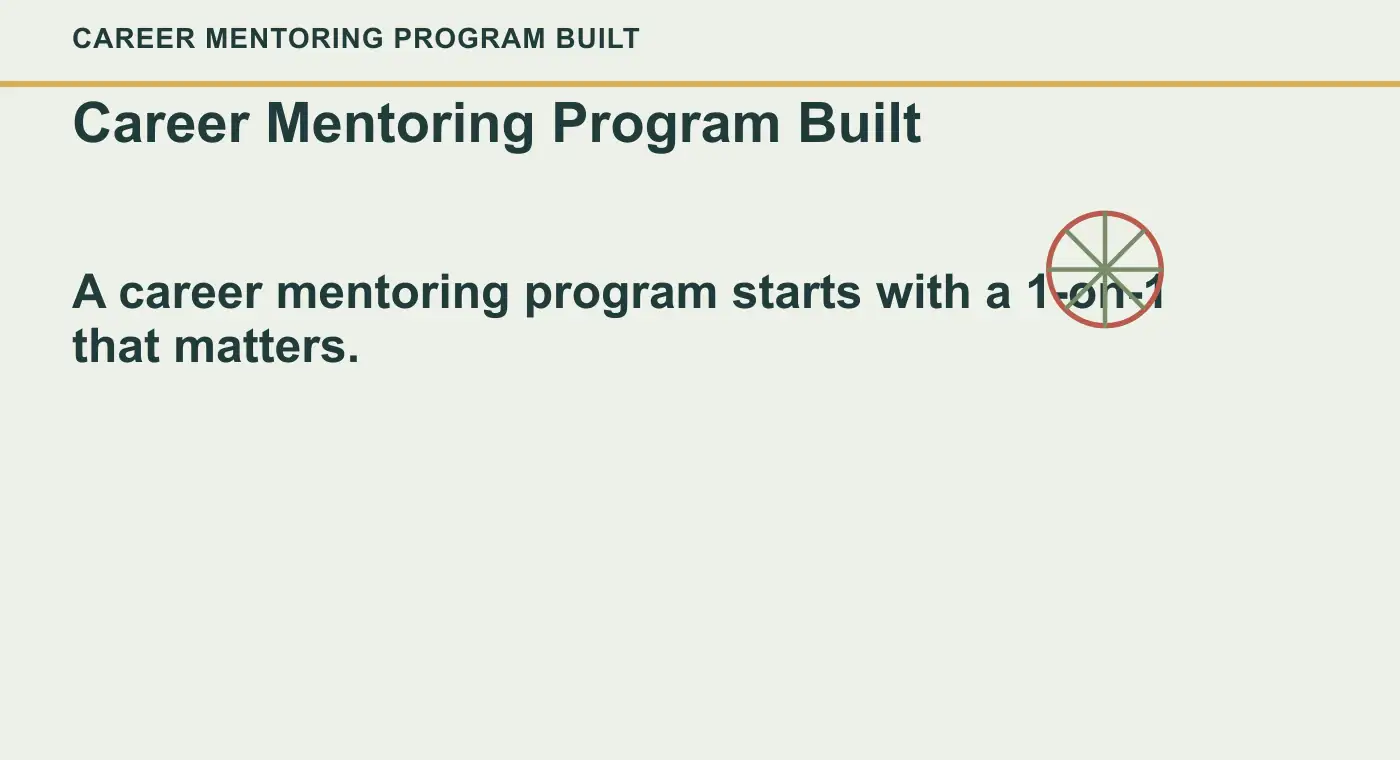 CAREER MENTORING PROGRAM BUILT
Career Mentoring Program Built
A career mentoring program starts with a 1-on-1
that matters.